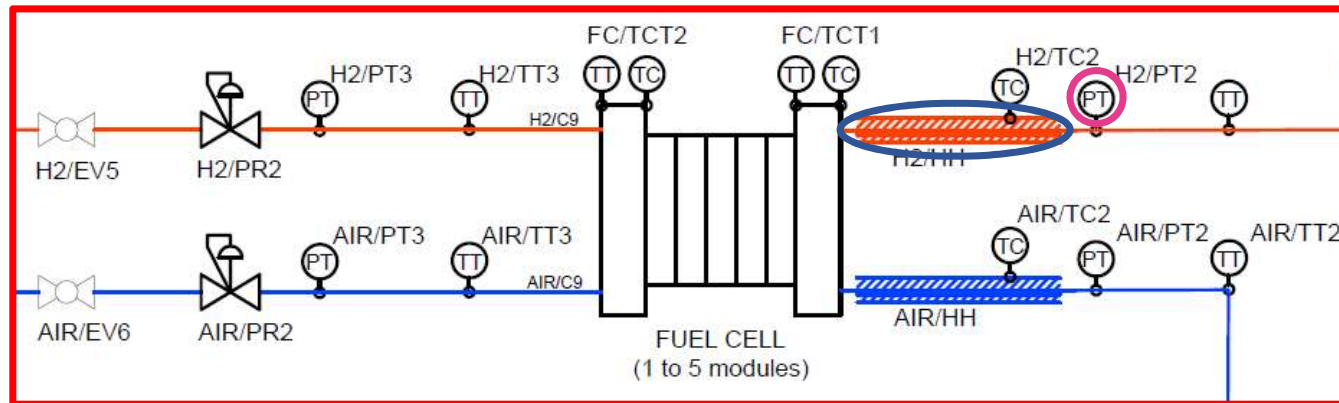 FC/TCT2
FC/TCT1
H2/PT3
H2/TT3
TT
TC
TT
TC
H2/TC2
H2/PT2
PT
TT
TC
PT
TT
H2/C9
H2/EV5
H2/PR2
H2/HH
AIR/PT3
AIR/TT3
AIR/TC2
AIR/PT2
AIR/TT2
PT
TT
TC
PT
TT
AIR/C9
AIR/EV6
AIR/PR2
AIR/HH
FUEL CELL
(1 to 5 modules)